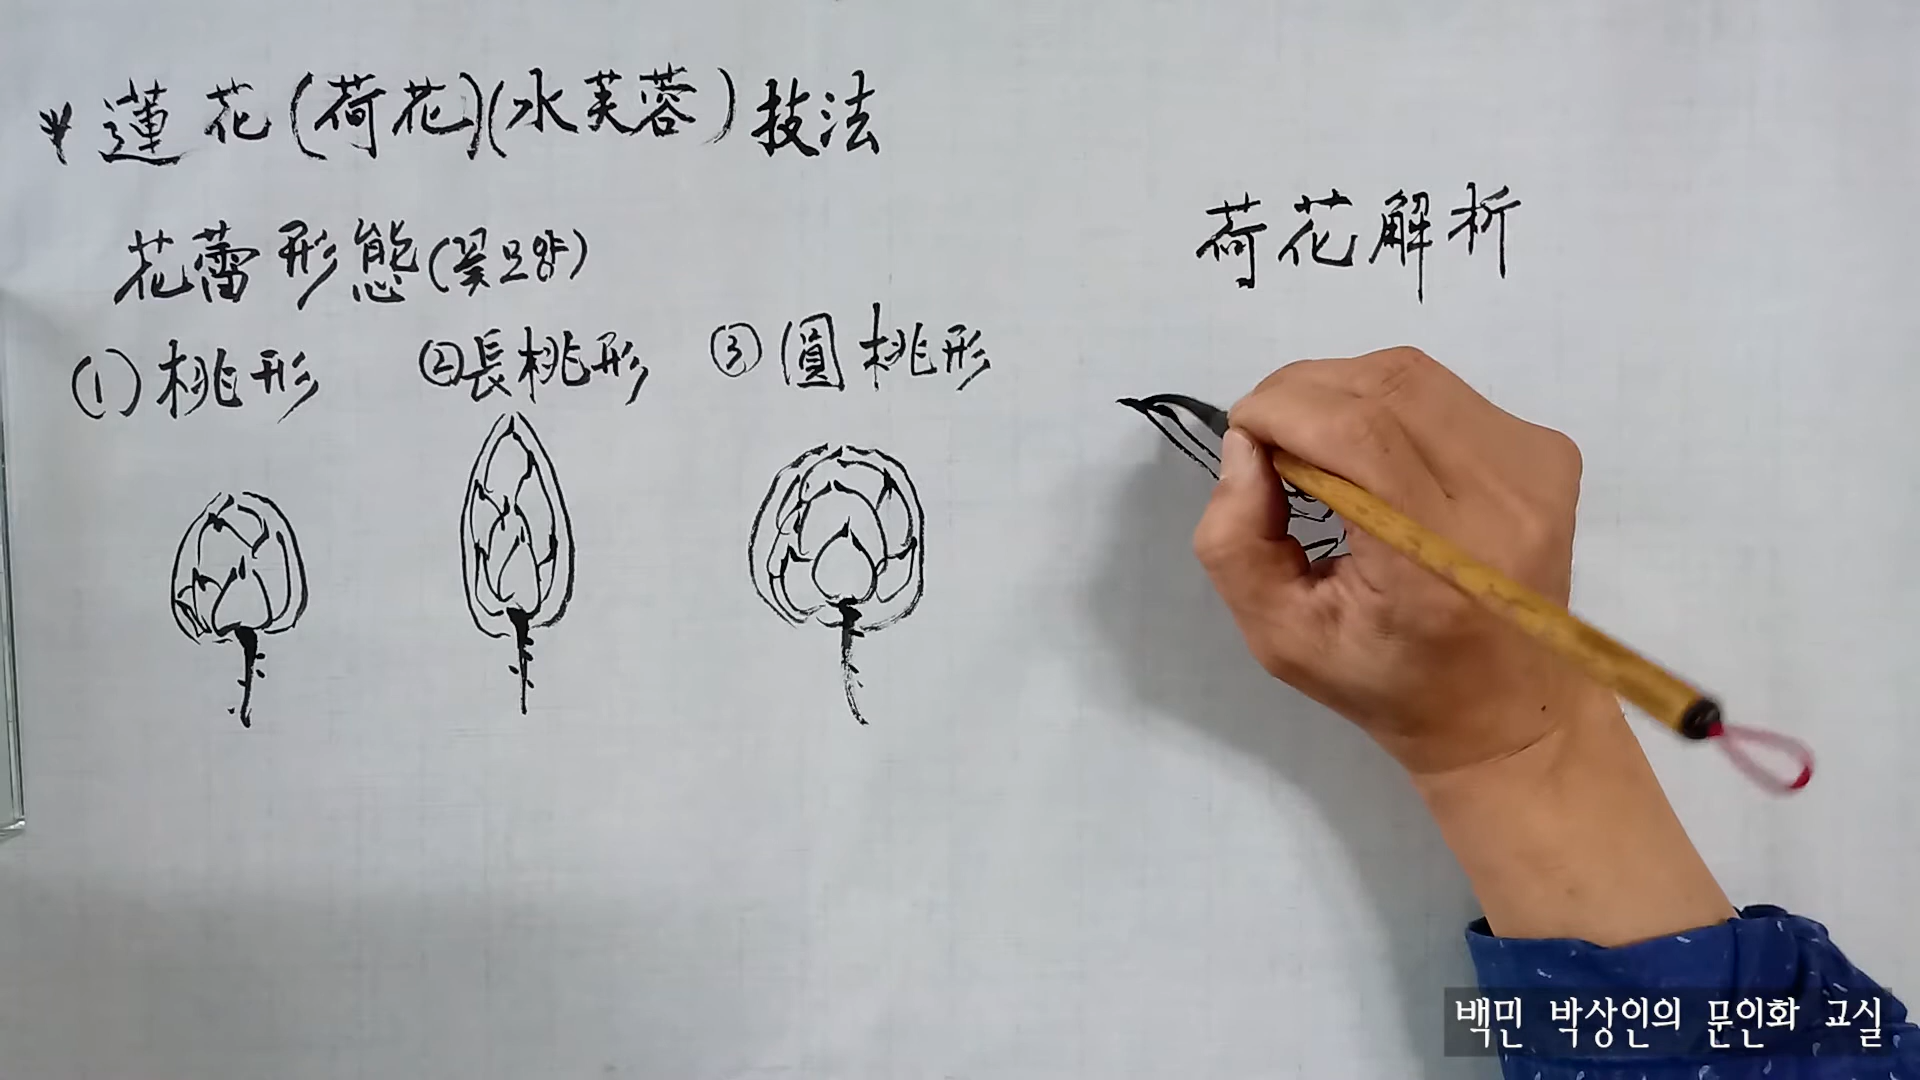 蓮花(荷花)(水芙蓉)技法
花蕾形態(꽃모양)
(1)桃形 ②長桃形 ③圓桃形
荷花解析
백민 박상인의 문인화 교실